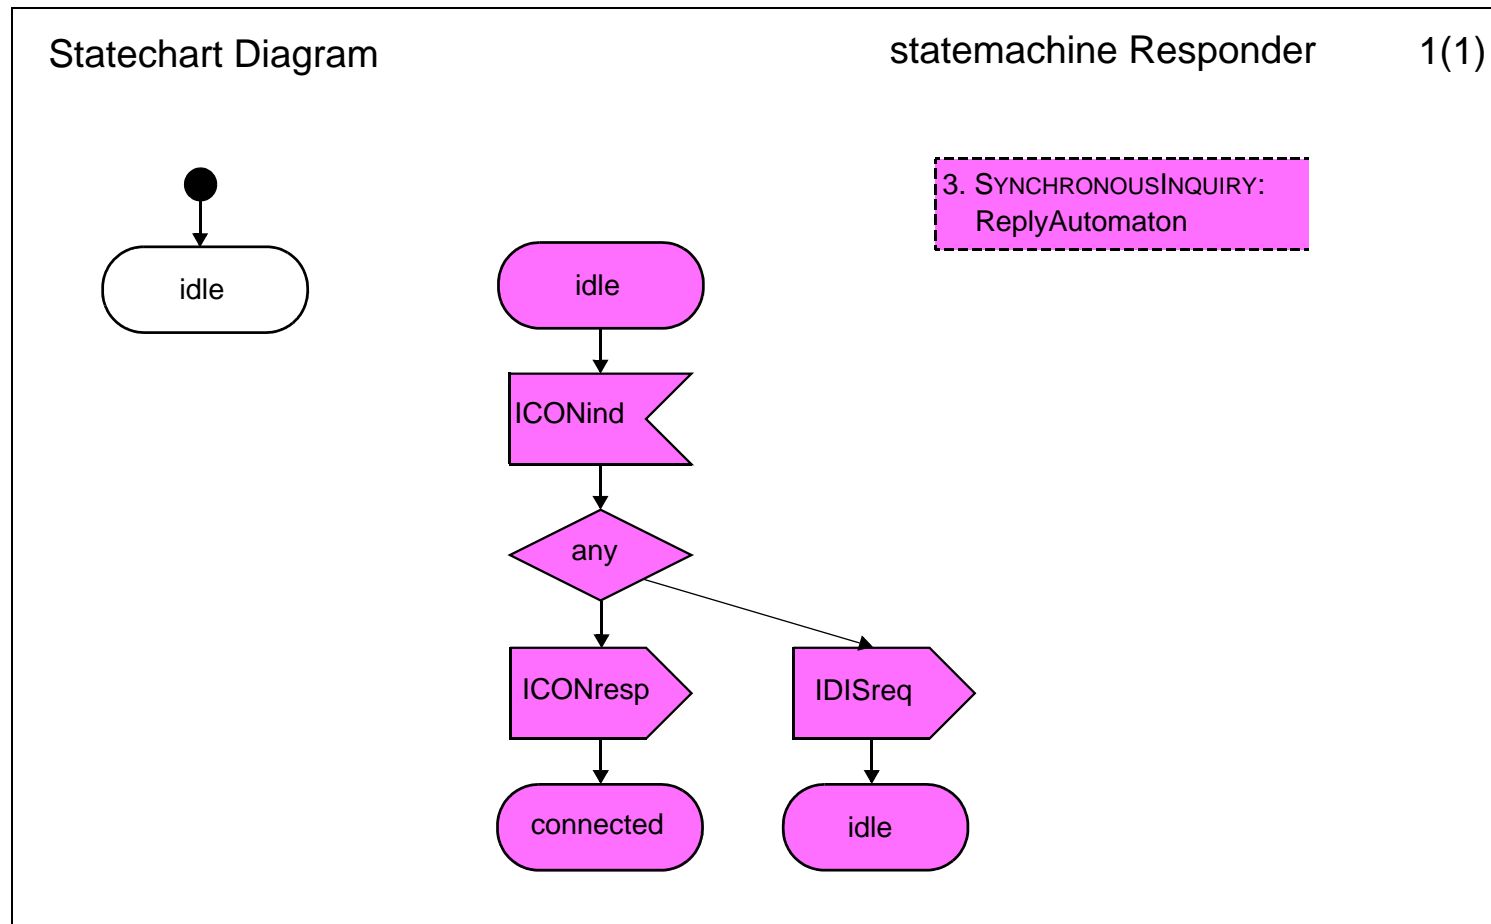 Statechart Diagram
statemachine Responder
1(1)
3. SYNCHRONOUSINQUIRY:
ReplyAutomaton
idle
idle
ICONind
any
ICONresp
IDISreq
connected
idle